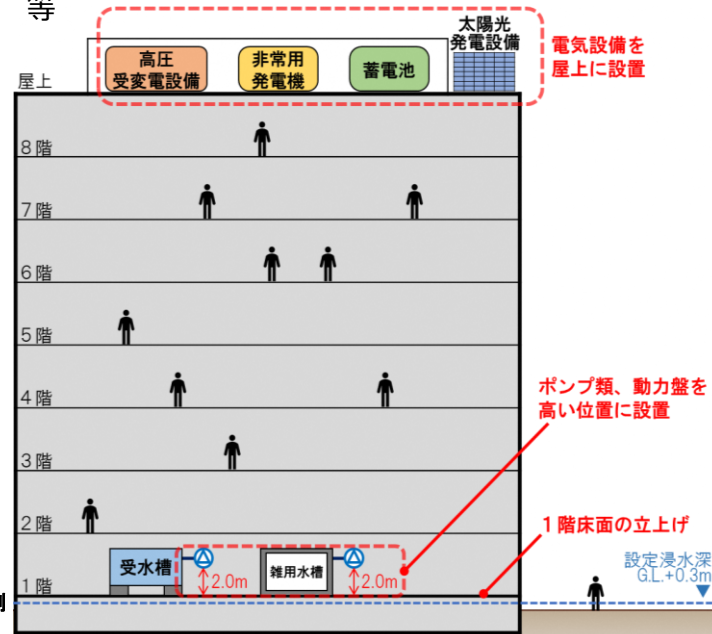 等
太陽光
発電設備
高圧
受変電設備
非常用
発電機
蓄電池
電気設備を
屋上に設置
屋上
8階
7階
6階
5階
4階
ポンプ類、動力盤を
高い位置に設置
3階
2階
1階床面の立上げ
受水槽
2.0m
雑用水槽
2.0m
設定浸水深
G.L.+0.3m
1階